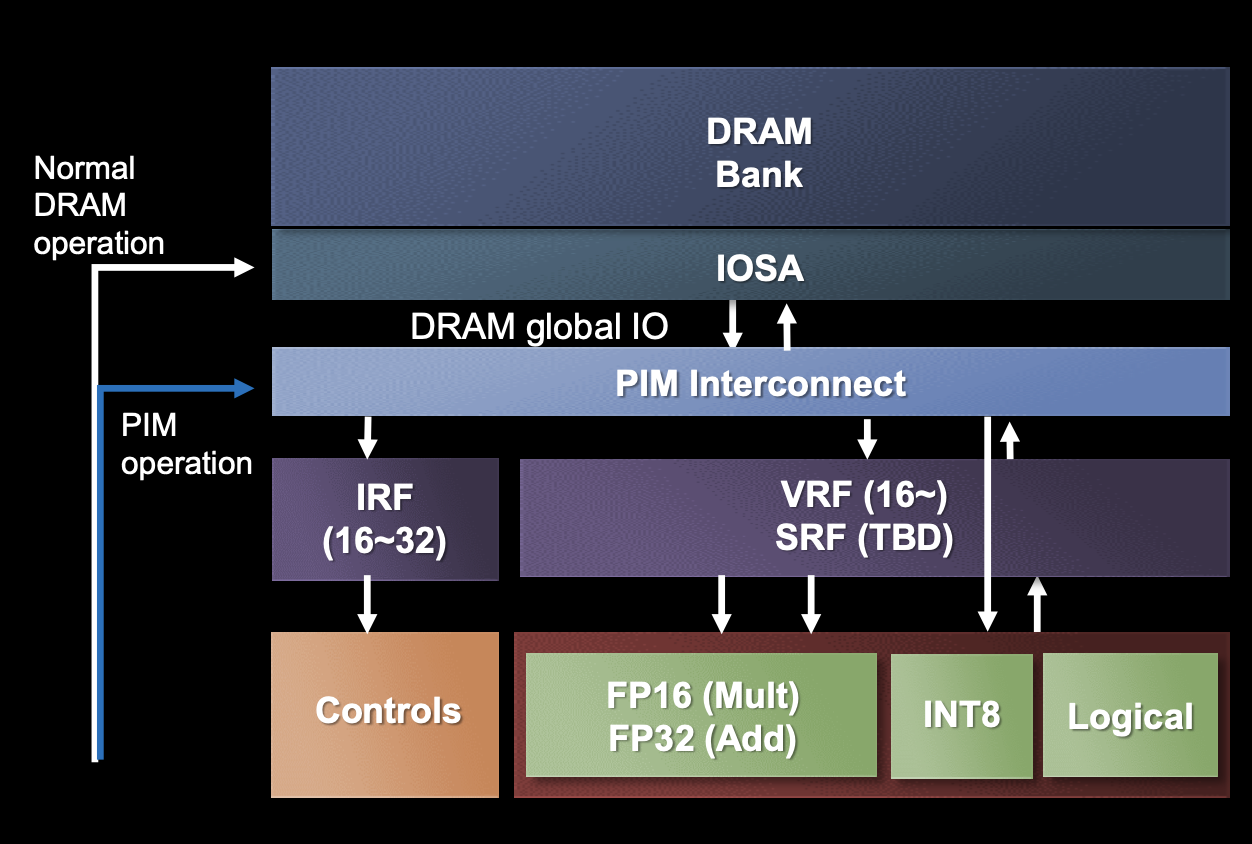 DRAM
Bank
Normal
DRAM
operation
IOSA
DRAM global IO
PIM Interconnect
PIM
operation
IRF
(16~32)
VRF (16~)
SRF (TBD)
Controls
FP16 (Mult)
FP32 (Add)
INT8
Logical